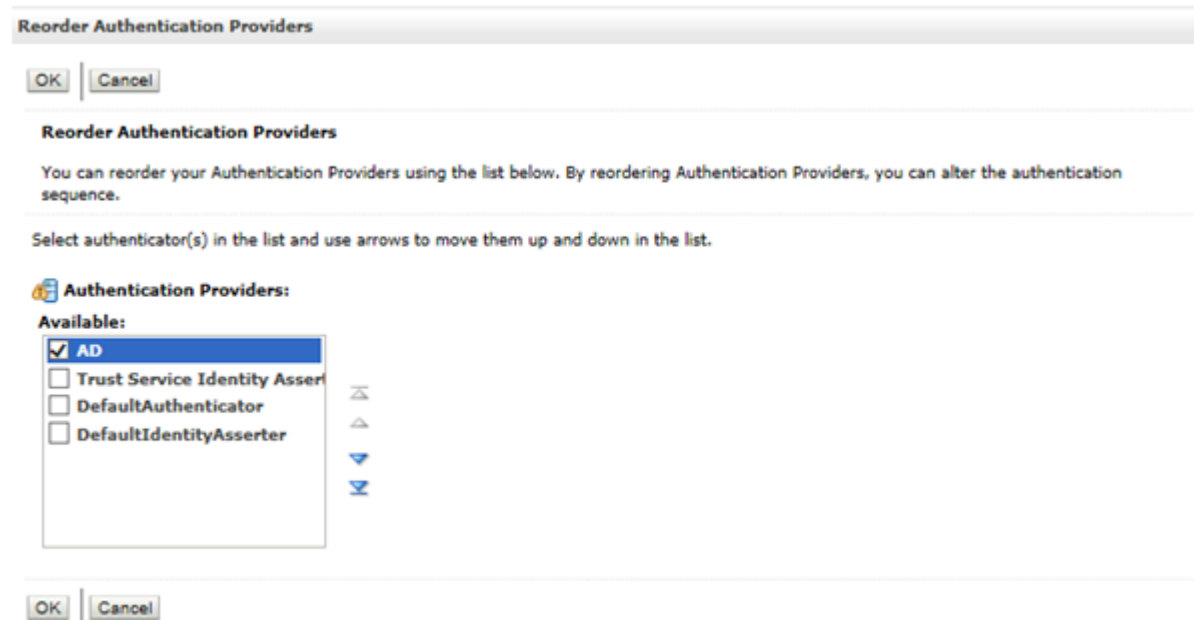 Reorder Authentication Providers
OK Cancel
Reorder Authentication Providers
You can reorder your Authentication Providers using the list below. By reordering Authentication Providers, you can alter the authentication
sequence.
Select authenticator(s) in the list and use arrows to move them up and down in the list.
Authentication Providers:
Available:
AD
Trust Service Identity Assert
DefaultAuthenticator
DefaultIdentityAsserter
OK Cancel